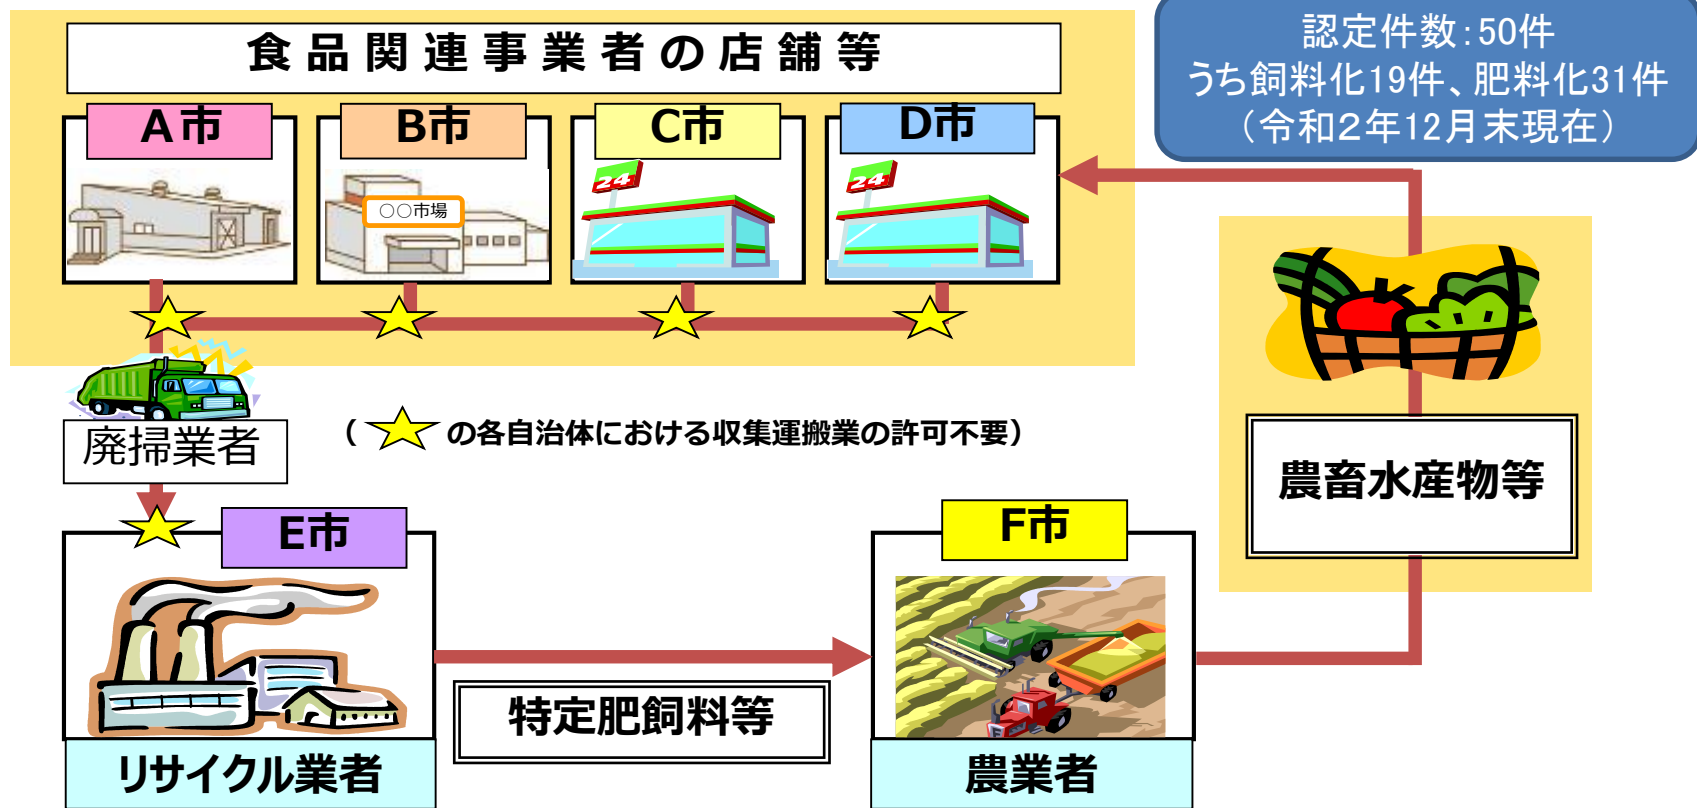 食品関連事業者の店舗等
認定件数：50件
うち飼料化19件、肥料化31件
（令和２年12月末現在）
Ａ市
B市
C市
D市
○○市場
24
24
廃掃業者
（ の各自治体における収集運搬業の許可不要）
農畜水産物等
E市
F市
特定肥飼料等
リサイクル業者
農業者